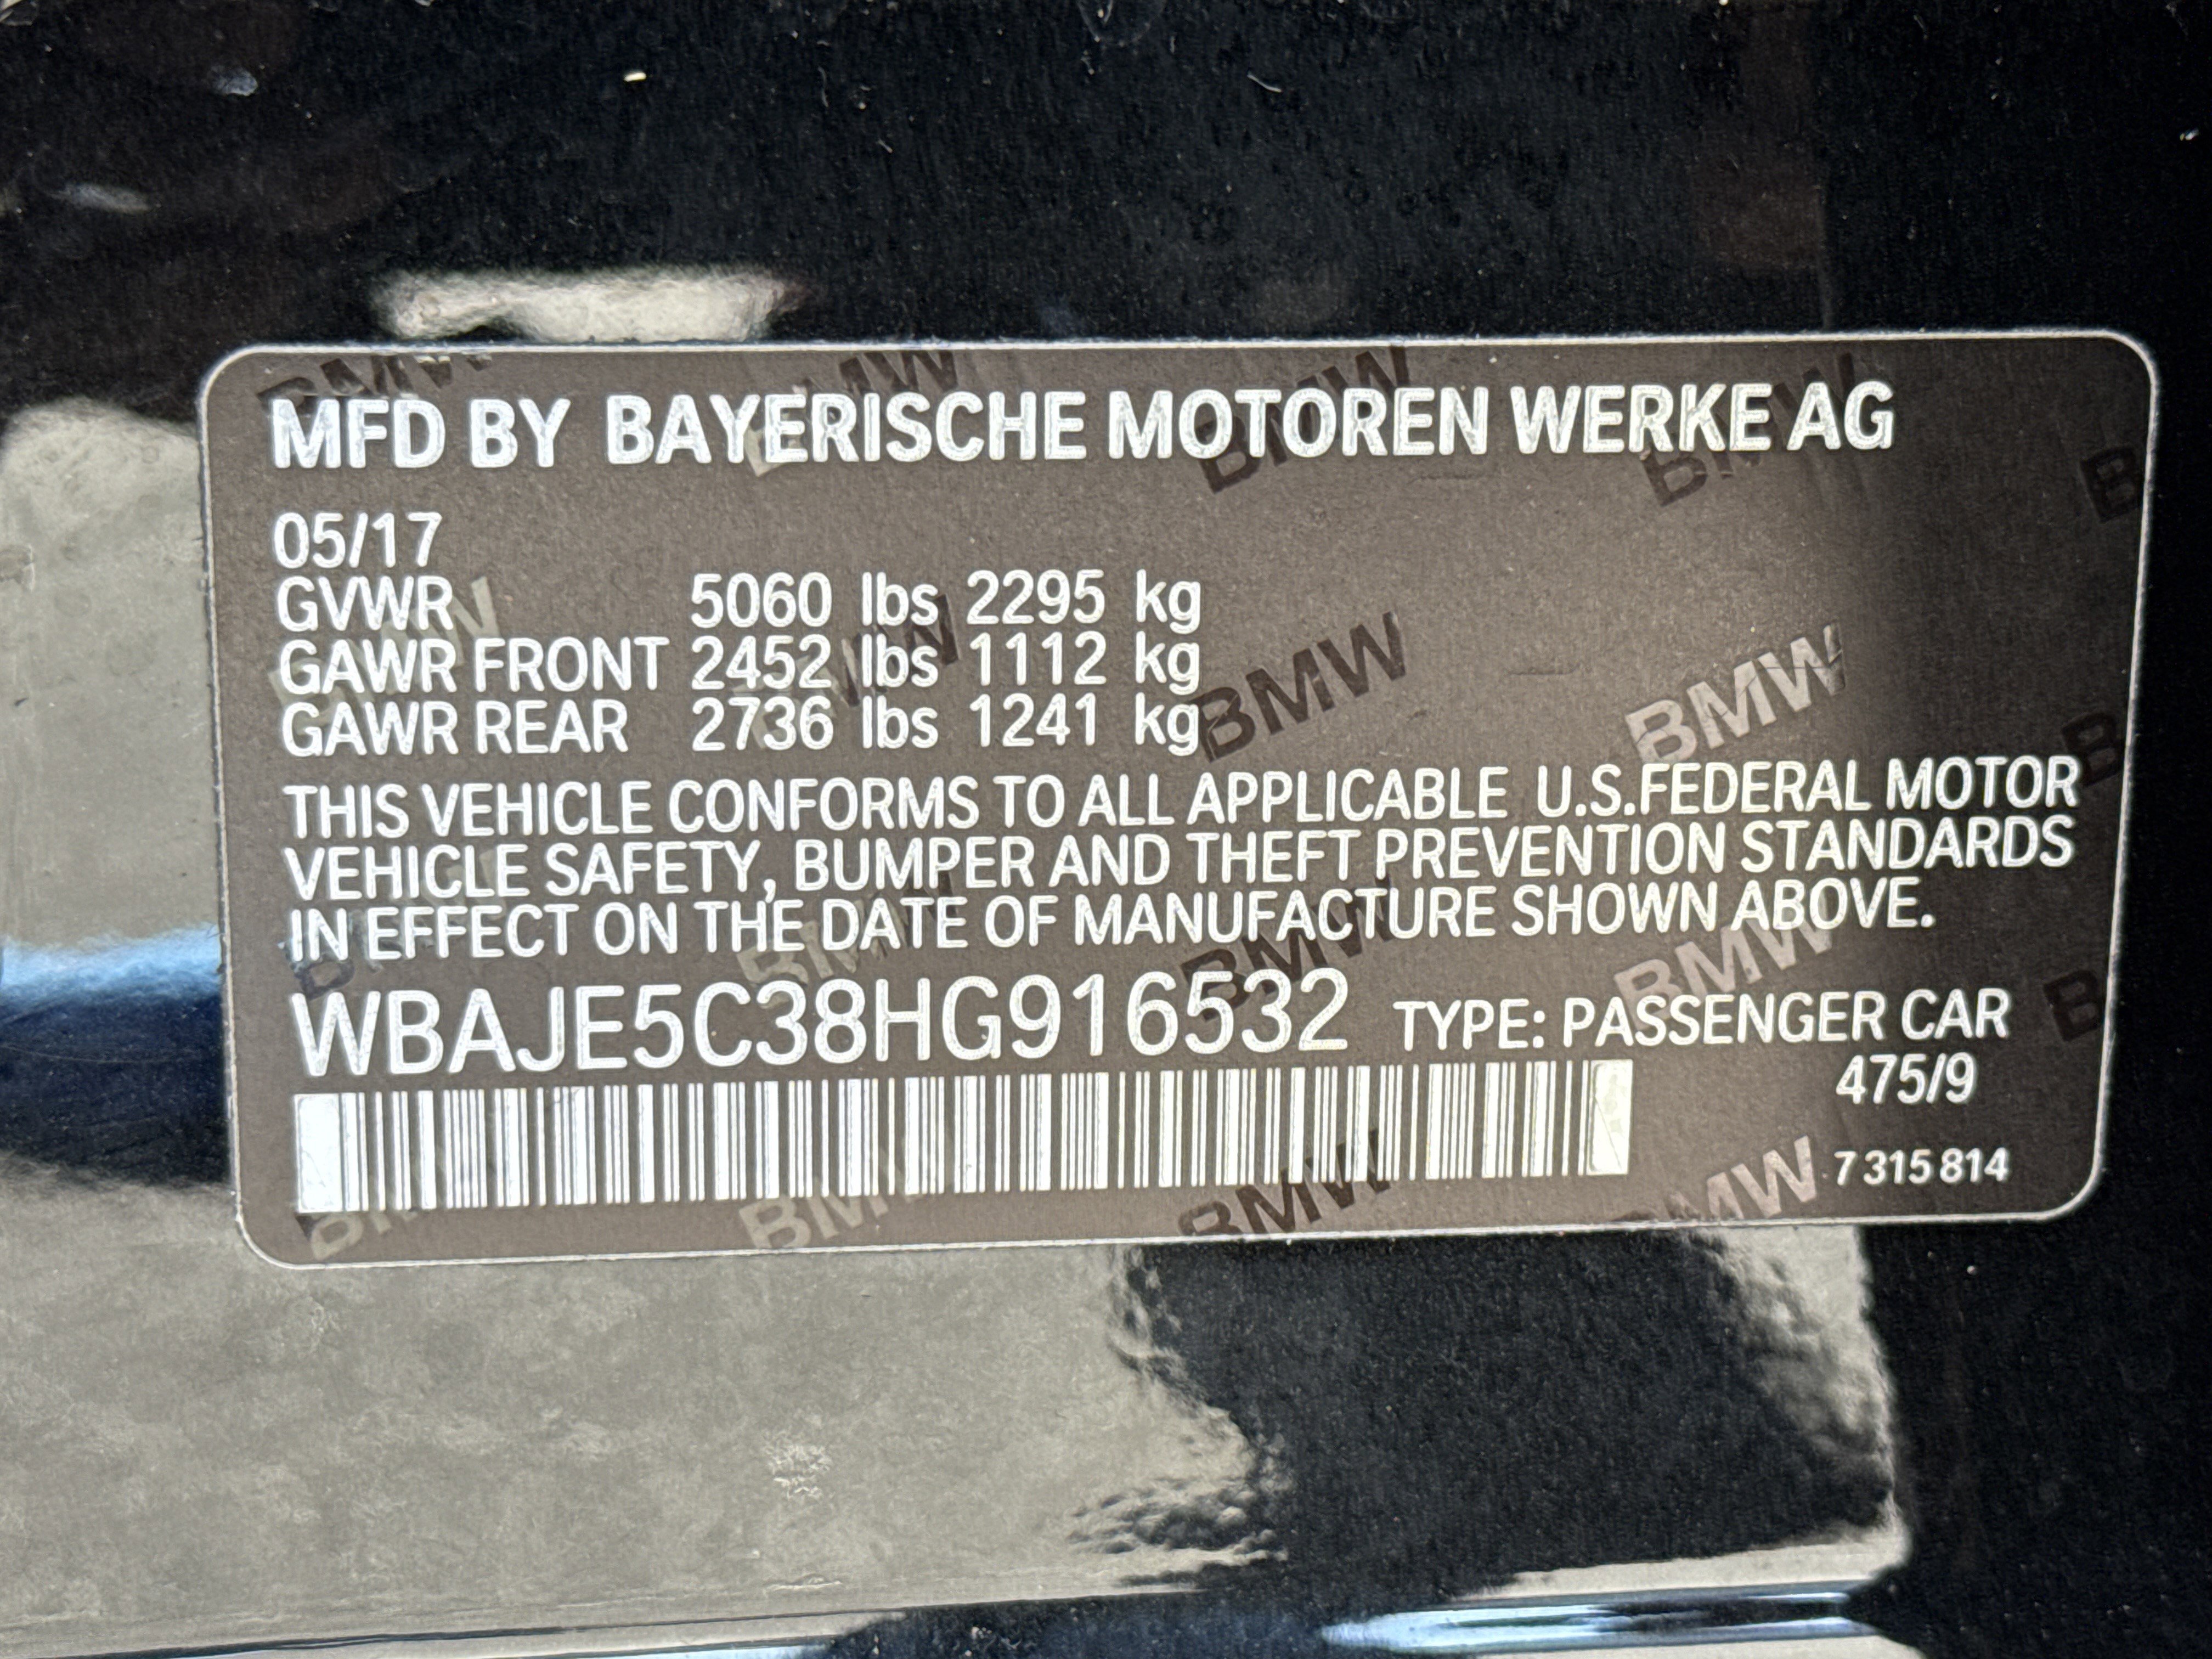 MFD BY BAYERISCHE MOTOREN WERKE AG
05/17
GVWR 5060 lbs 2295 kg
GAWR FRONT 2452 lbs 1112 kg
GAWR REAR 2736 lbs 1241 kg
THIS VEHICLE CONFORMS TO ALL APPLICABLE U.S.FEDERAL MOTOR
VEHICLE SAFETY, BUMPER AND THEFT PREVENTION STANDARDS
IN EFFECT ON THE DATE OF MANUFACTURE SHOWN ABOVE.
WBAJE5C38HG916532 TYPE: PASSENGER CAR
475/9
7 315 814